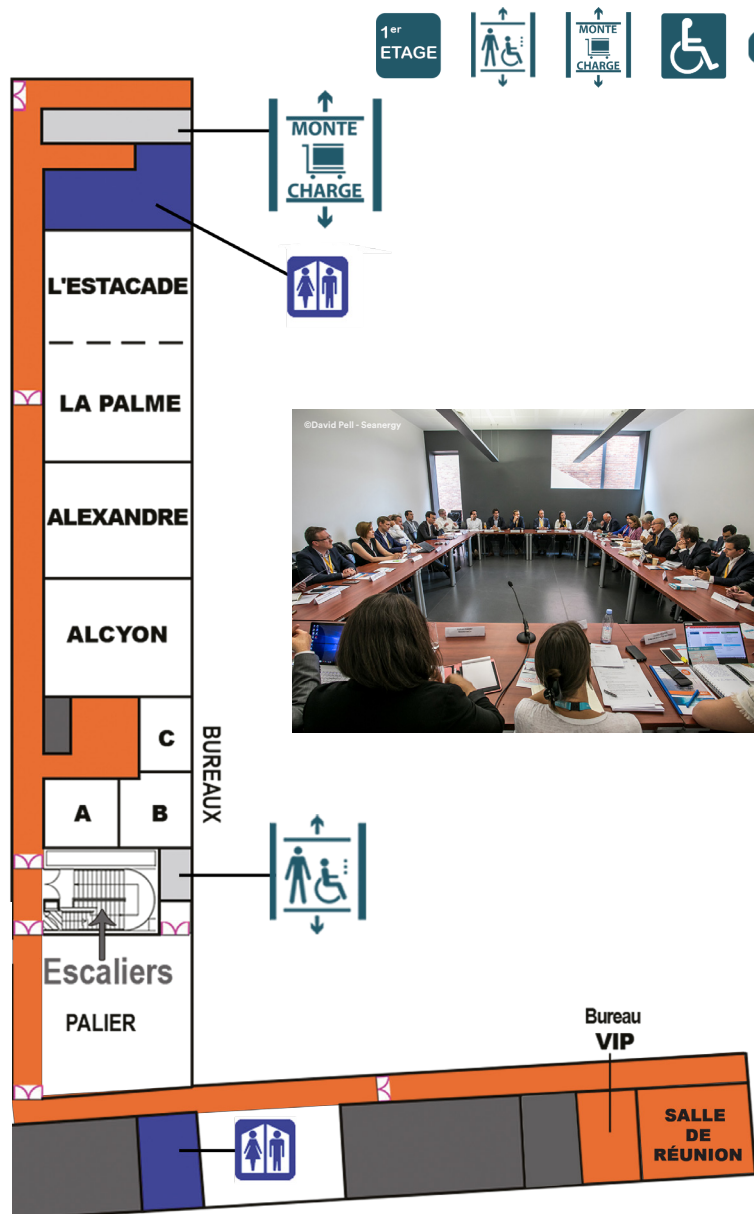 1er
ETAGE
MONTE
CHARGE
MONTE
CHARGE
L'ESTACADE
LA PALME
©David Pell - Seanergy
ALEXANDRE
ALCYON
C
BUREAUX
A
B
Escaliers
PALIER
Bureau
VIP
SALLE
DE
RÉUNION